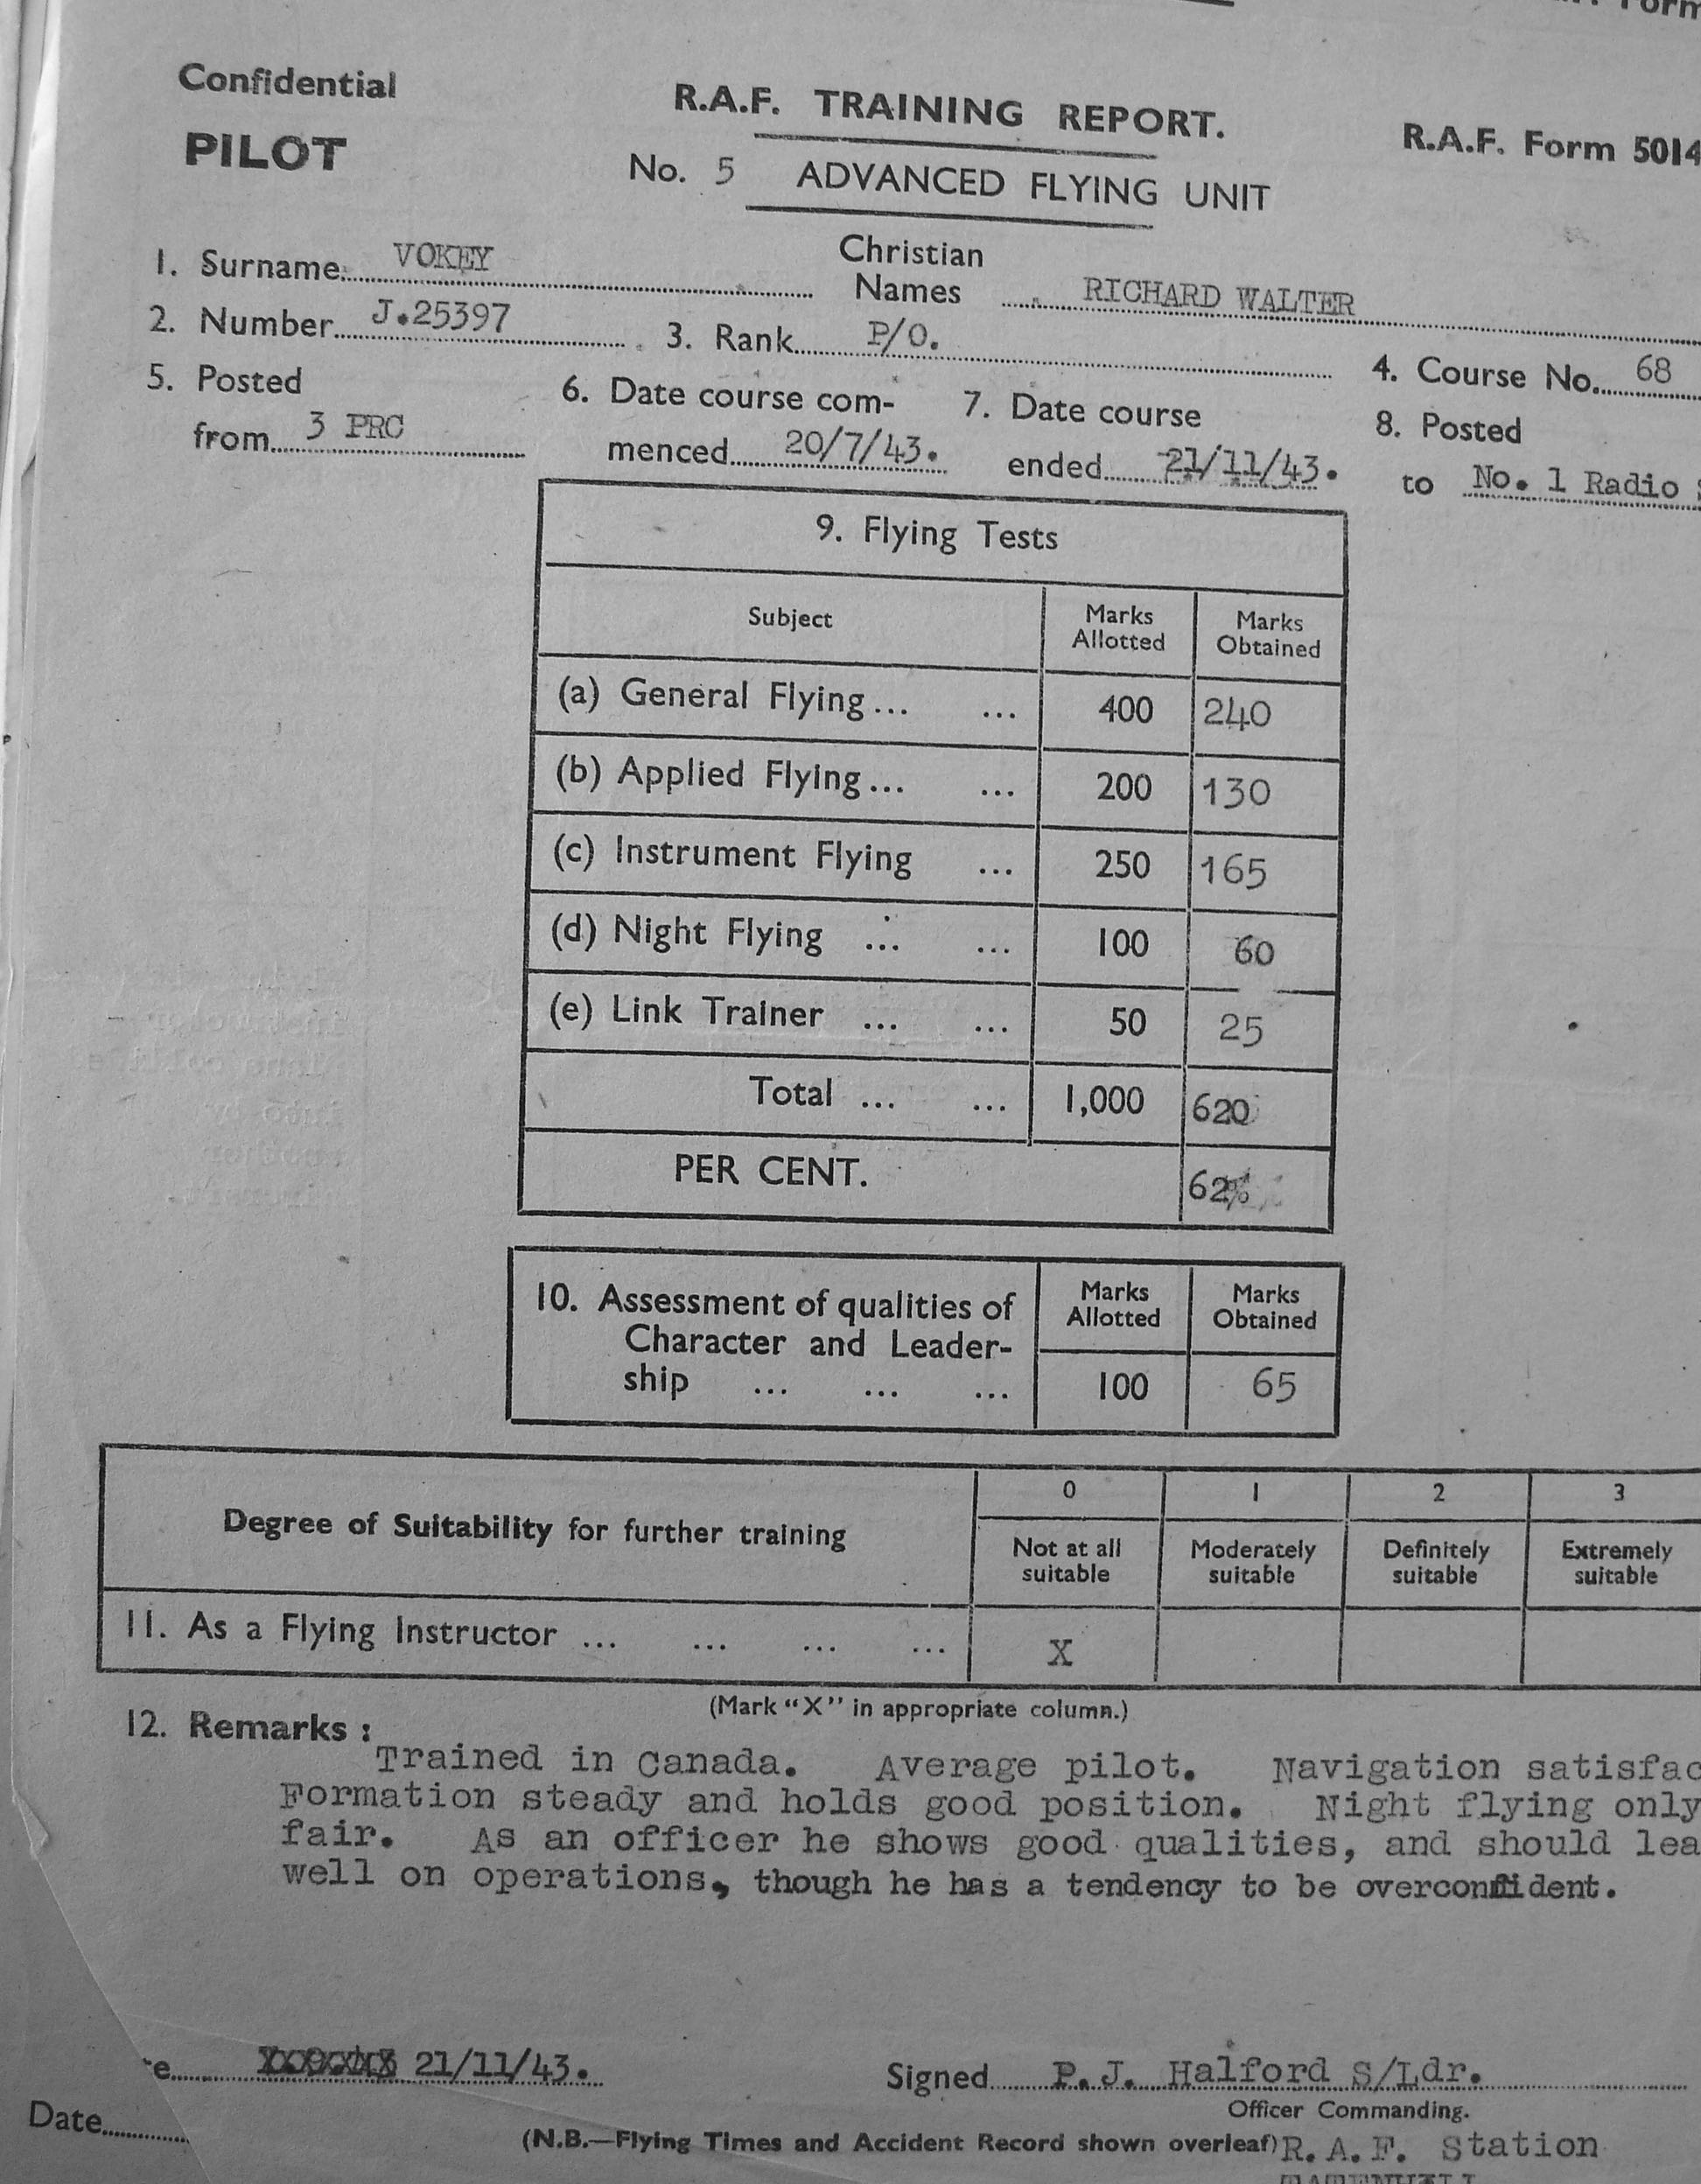 Confidential
R.A.F. TRAINING REPORT.
R.A.F. Form 5014
PILOT
No. 5 ADVANCED FLYING UNIT
1. Surname VOKEY Christian Names RICHARD WALTER
2. Number J.25397 3. Rank P/O. 4. Course No. 68
5. Posted from 3 PRC 6. Date course commenced 20/7/43. 7. Date course ended 21/11/43. 8. Posted to No. 1 Radio
9. Flying Tests
Subject Marks Allotted Marks Obtained
(a) General Flying... ... 400 240
(b) Applied Flying... ... 200 130
(c) Instrument Flying ... 250 165
(d) Night Flying ... ... 100 60
(e) Link Trainer ... ... 50 25
Total ... ... 1,000 620
PER CENT. 62%
10. Assessment of qualities of Marks Allotted Marks Obtained
Character and Leader-
ship ... ... ... 100 65
Degree of Suitability for further training
0 1 2 3
Not at all suitable Moderately suitable Definitely suitable Extremely suitable
11. As a Flying Instructor ... ... ... ... X
(Mark "X" in appropriate column.)
12. Remarks :
Trained in Canada. Average pilot. Navigation satisfac
Formation steady and holds good position. Night flying only
fair. As an officer he shows good qualities, and should lea
well on operations, though he has a tendency to be overconfident.
21/11/43. Signed P.J. Halford S/Ldr.
Officer Commanding.
Date
(N.B.—Flying Times and Accident Record shown overleaf) R.A.F. Station